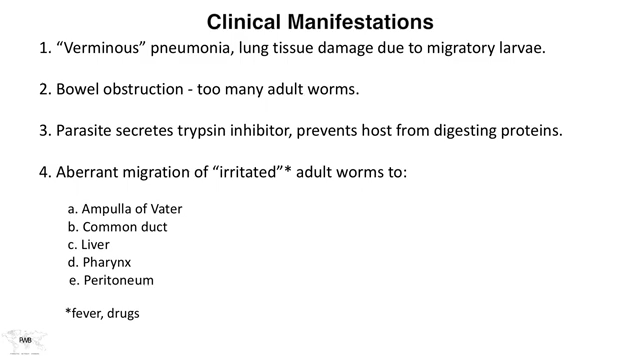 Clinical Manifestations
1. “Verminous” pneumonia, lung tissue damage due to migratory larvae.
2. Bowel obstruction - too many adult worms.
3. Parasite secretes trypsin inhibitor, prevents host from digesting proteins.
4. Aberrant migration of “irritated”* adult worms to:
a. Ampulla of Vater
b. Common duct
c. Liver
d. Pharynx
e. Peritoneum
*fever, drugs